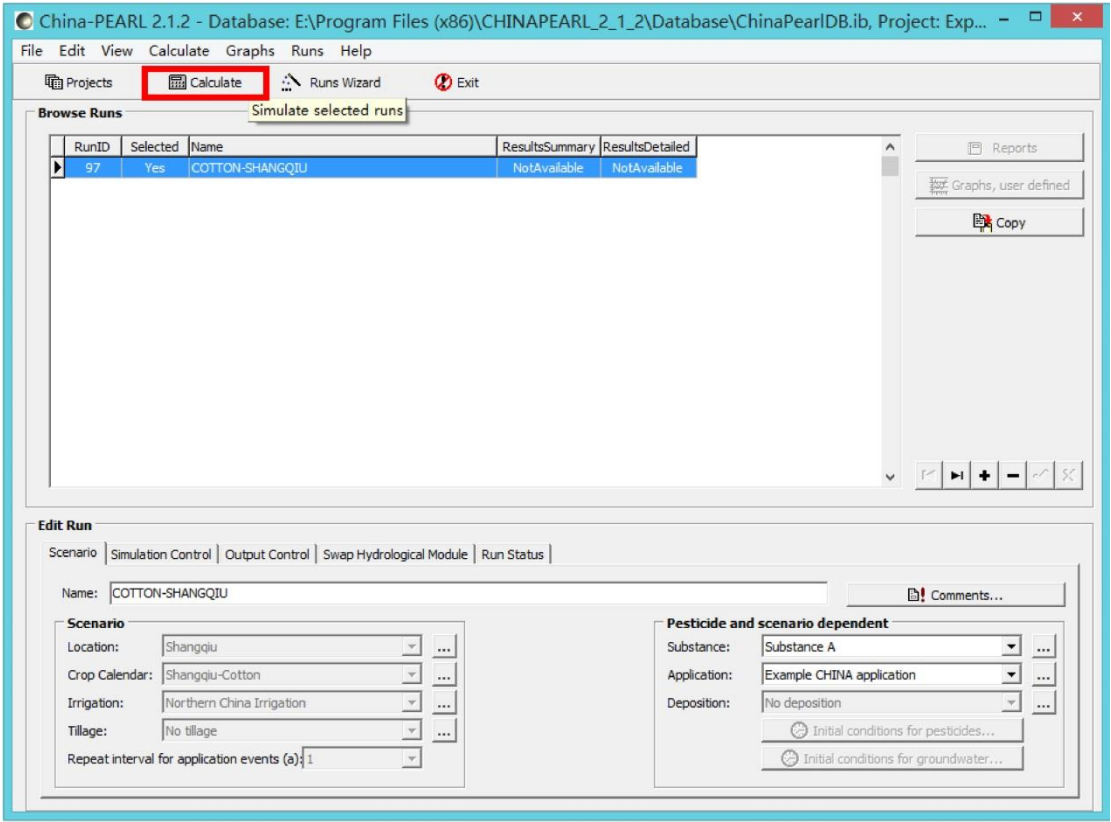 China-PEARL 2.1.2 - Database: E:\Program Files (x86)\CHINAPEARL_2_1_2\Database\ChinaPearlDB.ib, Project: Exp...
File Edit View Calculate Graphs Runs Help
Projects Calculate Runs Wizard Exit
Simulate selected runs
Browse Runs
RunID Selected Name ResultsSummary ResultsDetailed
97 Yes COTTON-SHANGQIU NotAvailable NotAvailable
Reports
Graphs, user defined
Copy
Edit Run
Scenario Simulation Control Output Control Swap Hydrological Module Run Status
Name: COTTON-SHANGQIU Comments...
Scenario
Location: Shangqiu ...
Crop Calendar: Shangqiu-Cotton ...
Irrigation: Northern China Irrigation ...
Tillage: No tillage ...
Repeat interval for application events (a): 1
Pesticide and scenario dependent
Substance: Substance A ...
Application: Example CHINA application ...
Deposition: No deposition ...
Initial conditions for pesticides...
Initial conditions for groundwater...